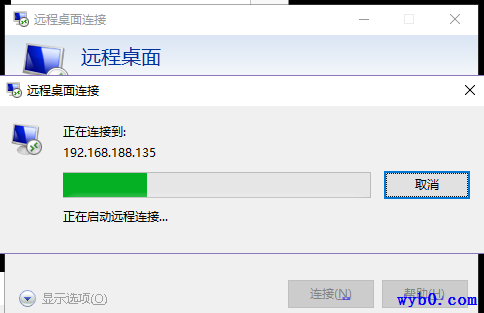 远程桌面连接
远程桌面
远程桌面连接
正在连接到:
192.168.188.135
取消
正在启动远程连接...
显示选项(O)
连接(N)
帮助(H)
wyb0.com